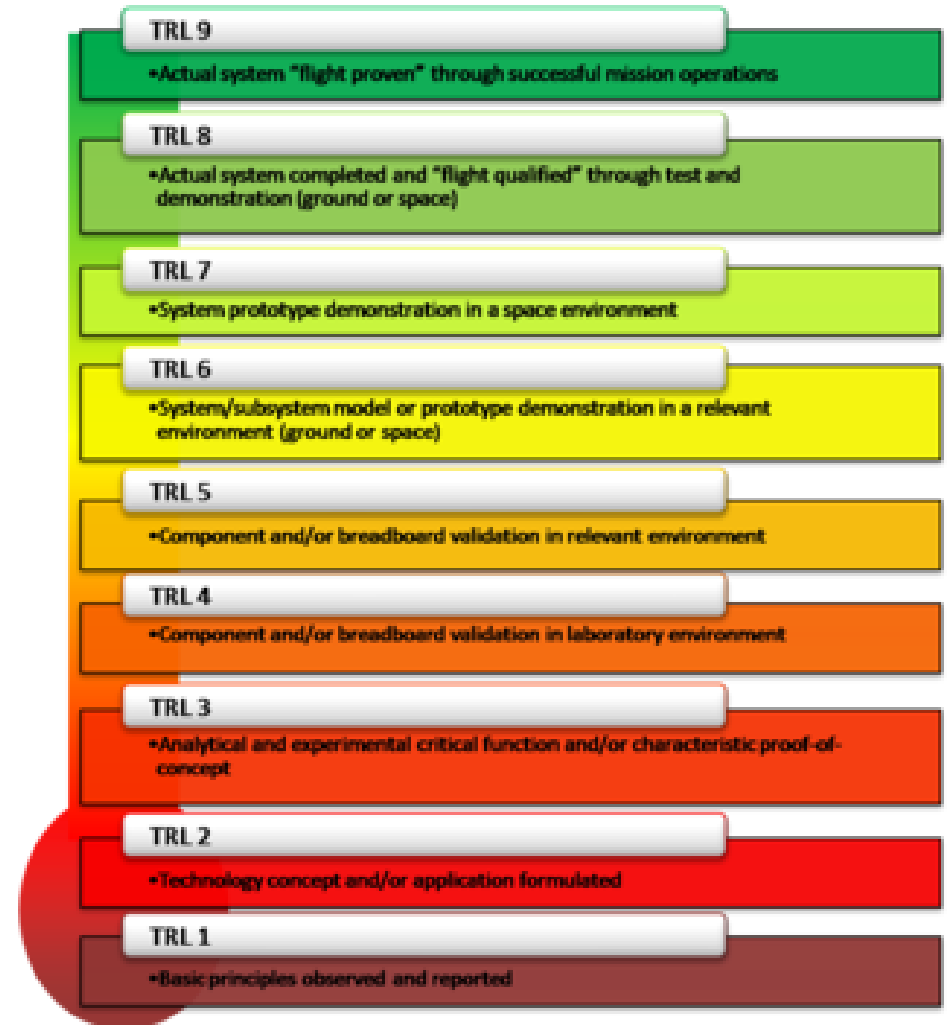 TRL 9
•Actual system "flight proven" through successful mission operations
TRL 8
•Actual system completed and "flight qualified" through test and
demonstration (ground or space)
TRL 7
•System prototype demonstration in a space environment
TRL 6
•System/subsystem model or prototype demonstration in a relevant
environment (ground or space)
TRL 5
•Component and/or breadboard validation in relevant environment
TRL 4
•Component and/or breadboard validation in laboratory environment
TRL 3
•Analytical and experimental critical function and/or characteristic proof-of-
concept
TRL 2
•Technology concept and/or application formulated
TRL 1
•Basic principles observed and reported